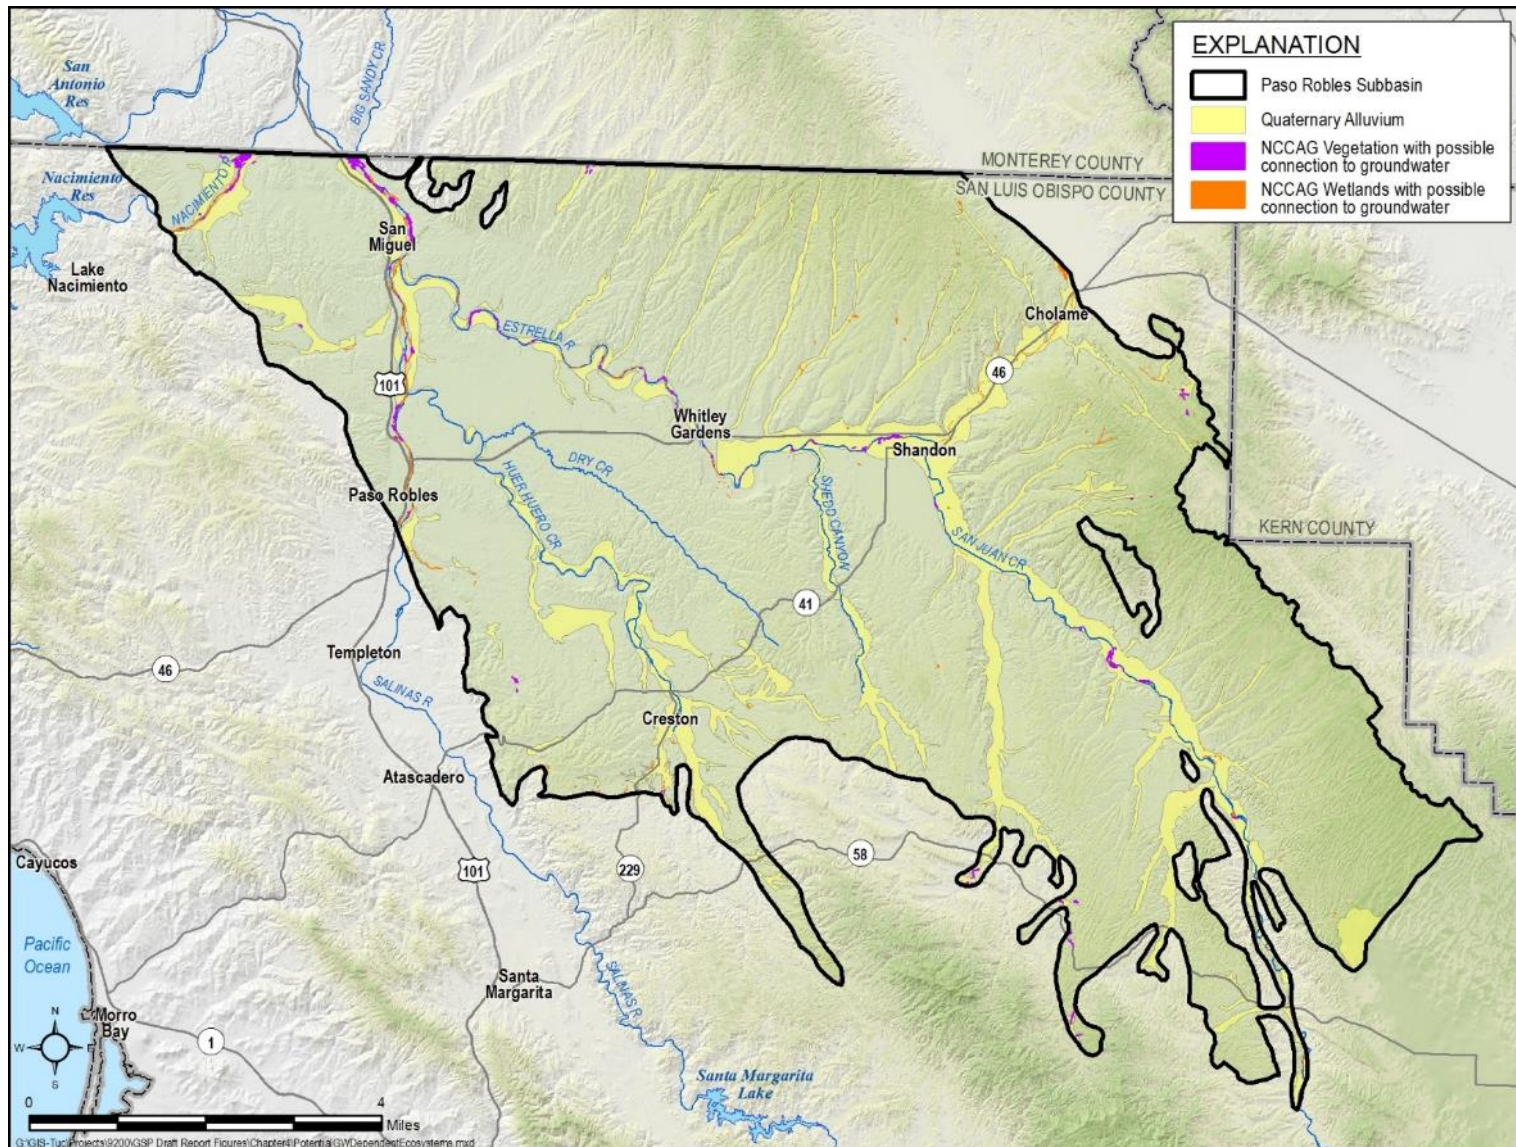 EXPLANATION
Paso Robles Subbasin
Quaternary Alluvium
NCCAG Vegetation with possible
connection to groundwater
NCCAG Wetlands with possible
connection to groundwater
San
Antonio
Res
BIG SANDY CR
MONTEREY COUNTY
SAN LUIS OBISPO COUNTY
Nacimiento
Res
NACIMIENTO R
San
Miguel
Lake
Nacimiento
Cholame
ESTRELLA R
46
101
Whitley
Gardens
Shandon
DRY CR
HUER HUERO CR
SHEDD CANYON
Paso Robles
SAN JUAN CR
KERN COUNTY
41
Templeton
46
SALINAS R
Creston
Atascadero
Cayucos
101
229
58
Pacific
Ocean
Santa
Margarita
SALINAS R
Morro
Bay
1
N
W
E
S
Santa Margarita
Lake
0
4
Miles